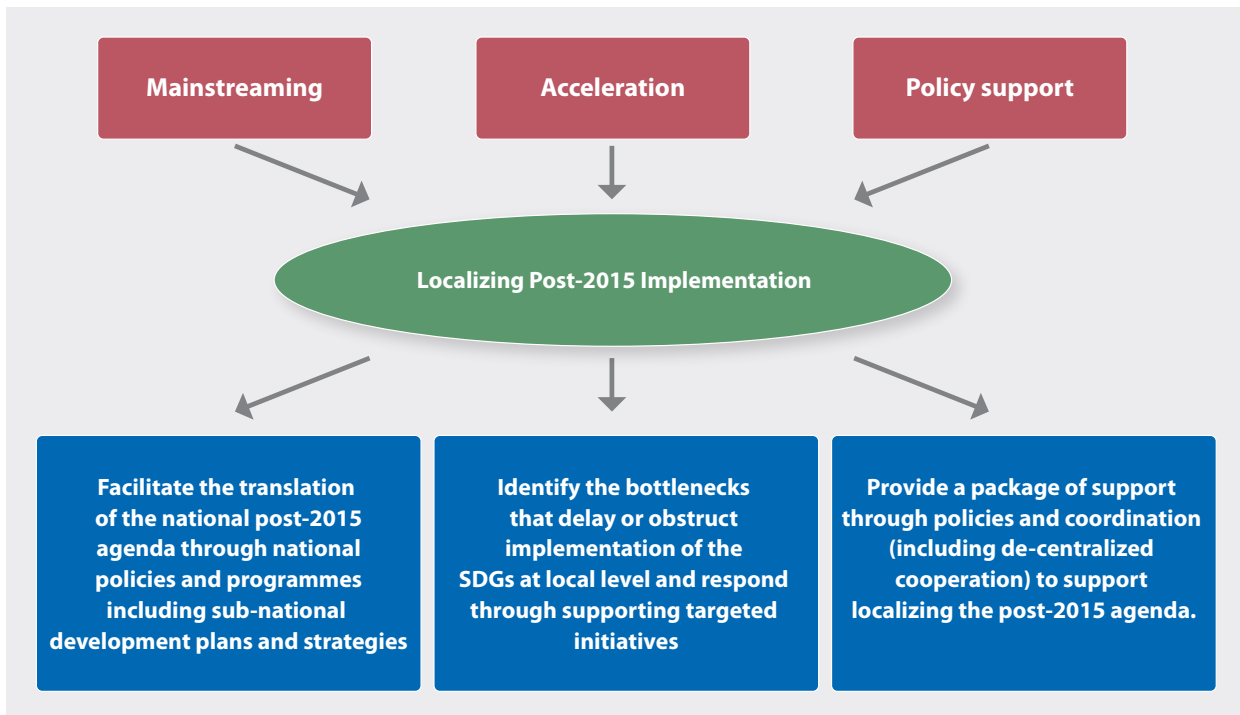 Mainstreaming
Acceleration
Policy support
Localizing Post-2015 Implementation
Facilitate the translation
of the national post-2015
agenda through national
policies and programmes
including sub-national
development plans and strategies
Identify the bottlenecks
that delay or obstruct
implementation of the
SDGs at local level and respond
through supporting targeted
initiatives
Provide a package of support
through policies and coordination
(including de-centralized
cooperation) to support
localizing the post-2015 agenda.